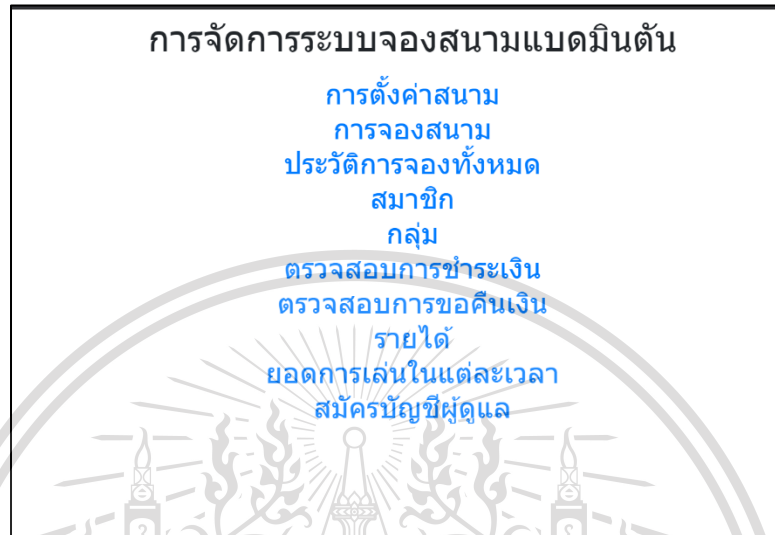 การจัดการระบบจองสนามแบดมินตัน
การตั้งค่าสนาม
การจองสนาม
ประวัติการจองทั้งหมด
สมาชิก
กลุ่ม
ตรวจสอบการชำระเงิน
ตรวจสอบการขอคืนเงิน
รายได้
ยอดการเล่นในแต่ละเวลา
สมัครบัญชีผู้ดูแล